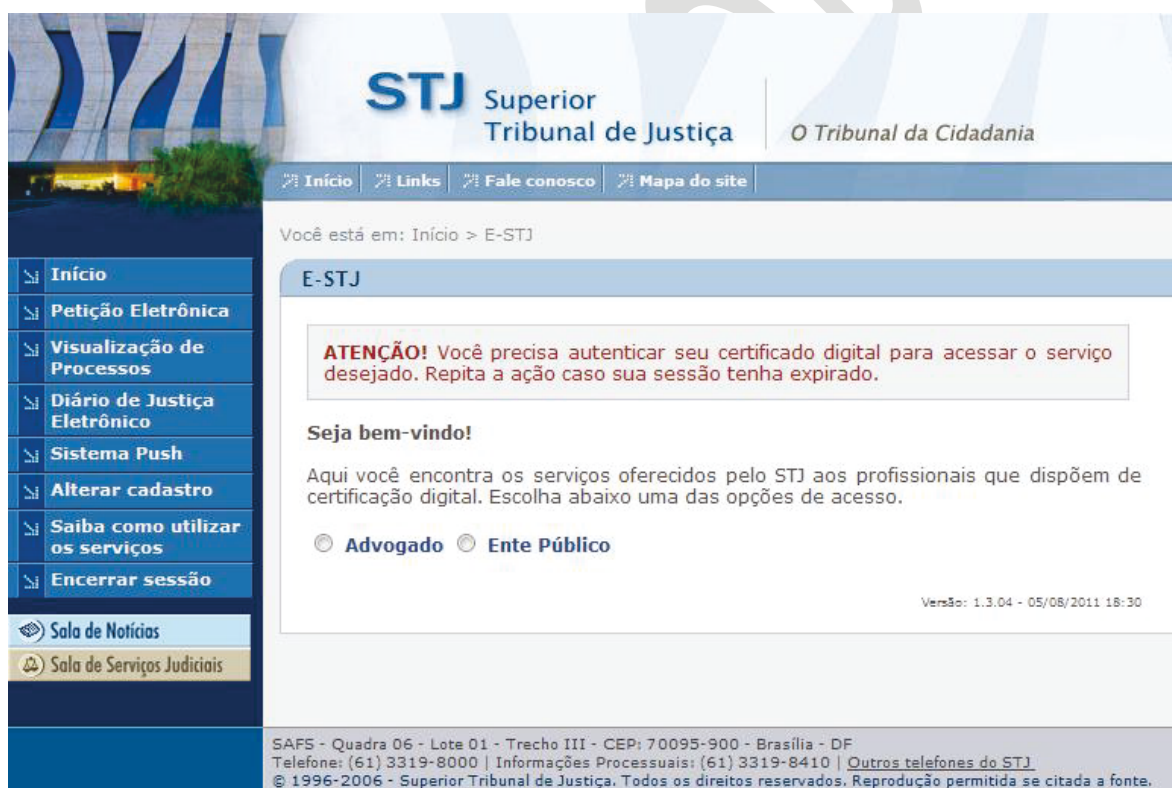 STJ Superior
Tribunal de Justiça
O Tribunal da Cidadania
Início Links Fale conosco Mapa do site
Você está em: Início > E-STJ
Início
Petição Eletrônica
Visualização de
Processos
Diário de Justiça
Eletrônico
Sistema Push
Alterar cadastro
Saiba como utilizar
os serviços
Encerrar sessão
Sala de Notícias
Sala de Serviços Judiciais
E-STJ
ATENÇÃO! Você precisa autenticar seu certificado digital para acessar o serviço
desejado. Repita a ação caso sua sessão tenha expirado.
Seja bem-vindo!
Aqui você encontra os serviços oferecidos pelo STJ aos profissionais que dispõem de
certificação digital. Escolha abaixo uma das opções de acesso.
Advogado Ente Público
Versão: 1.3.04 - 05/08/2011 18:30
SAFS - Quadra 06 - Lote 01 - Trecho III - CEP: 70095-900 - Brasília - DF
Telefone: (61) 3319-8000 | Informações Processuais: (61) 3319-8410 | Outros telefones do STJ
© 1996-2006 - Superior Tribunal de Justiça. Todos os direitos reservados. Reprodução permitida se citada a fonte.